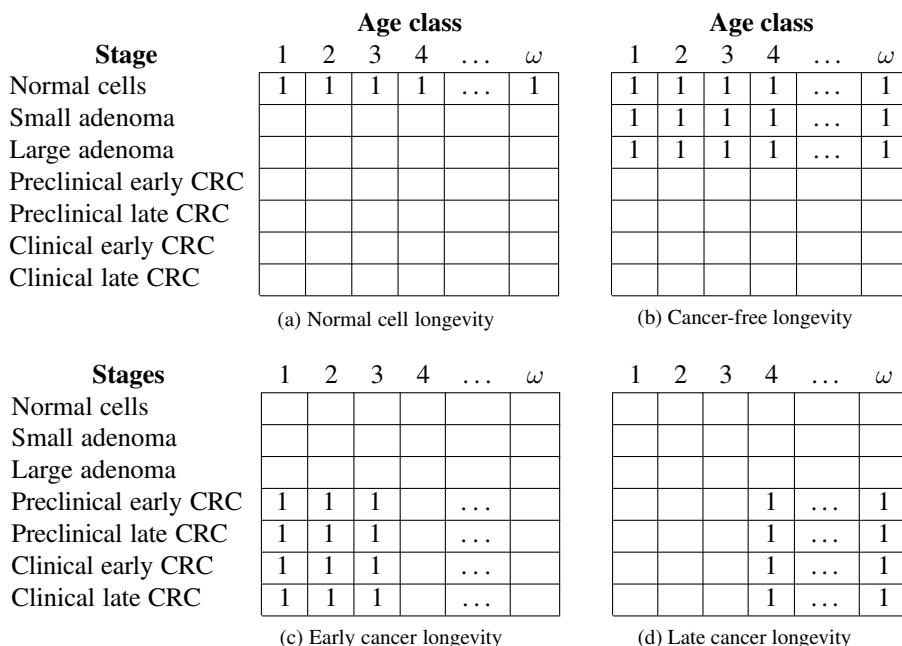 Age class Age class
Stage 1 2 3 4 … ω 1 2 3 4 … ω
Normal cells 1 1 1 1 … 1 1 1 1 1 … 1
Small adenoma 1 1 1 1 … 1
Large adenoma 1 1 1 1 … 1
Preclinical early CRC
Preclinical late CRC
Clinical early CRC
Clinical late CRC
(a) Normal cell longevity (b) Cancer-free longevity
Stages 1 2 3 4 … ω 1 2 3 4 … ω
Normal cells
Small adenoma
Large adenoma
Preclinical early CRC 1 1 1 … 1 … 1
Preclinical late CRC 1 1 1 … 1 … 1
Clinical early CRC 1 1 1 … 1 … 1
Clinical late CRC 1 1 1 … 1 … 1
(c) Early cancer longevity (d) Late cancer longevity